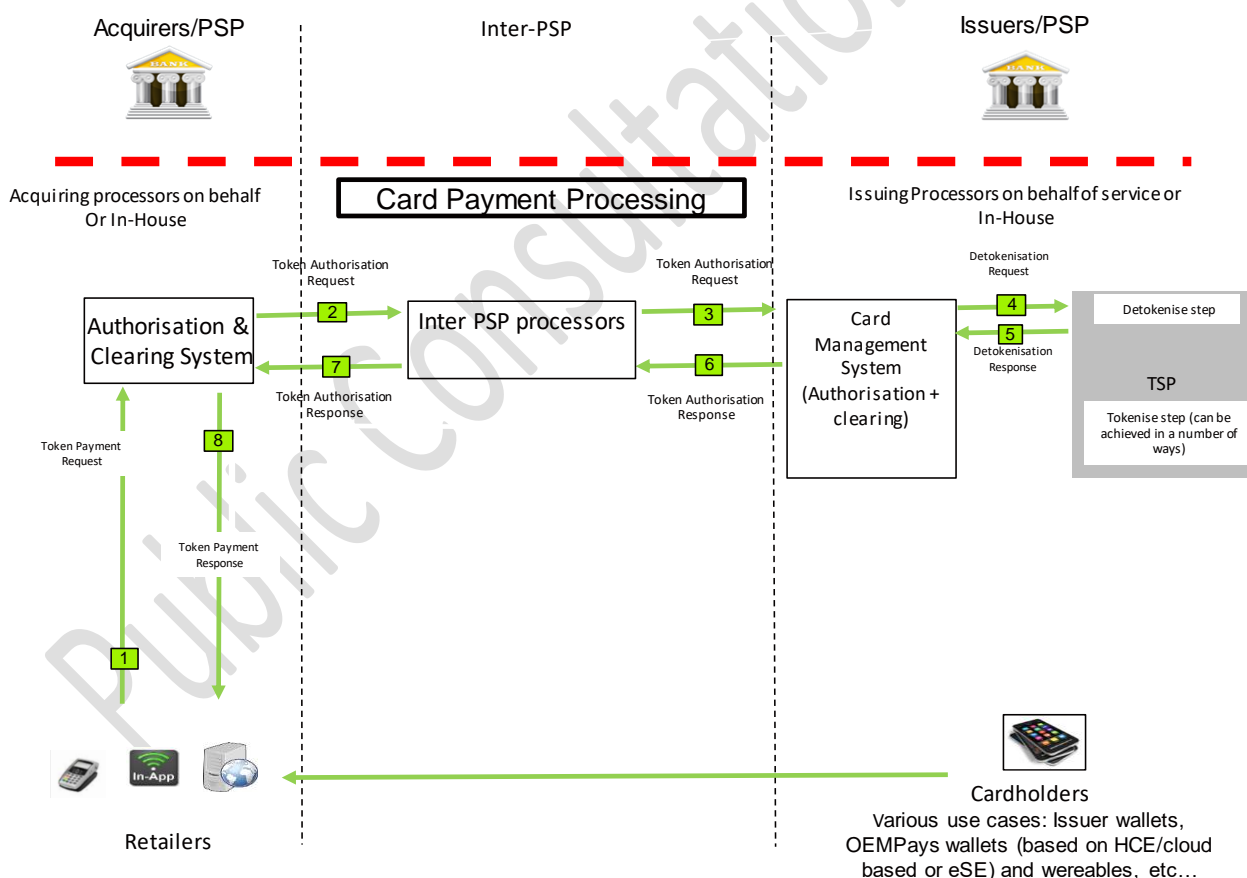 Acquirers/PSP
Inter-PSP
Issuers/PSP
BANK
BANK
Acquiring processors on behalf
Or In-House
Card Payment Processing
Issuing Processors on behalf of service or
In-House
Token Authorisation
Request
Token Authorisation
Request
Detokenisation
Request
2
3
4
Authorisation &
Clearing System
Inter PSP processors
Card
Management
System
(Authorisation +
clearing)
Detokenise step
5
7
6
Detokenisation
Response
Token Authorisation
Response
Token Authorisation
Response
TSP
Tokenise step (can be
achieved in a number of
ways)
Token Payment
Request
8
Token Payment
Response
1
In-App
Retailers
Cardholders
Various use cases: Issuer wallets,
OEMPays wallets (based on HCE/cloud
based or eSE) and wereables, etc...
Public Consultation